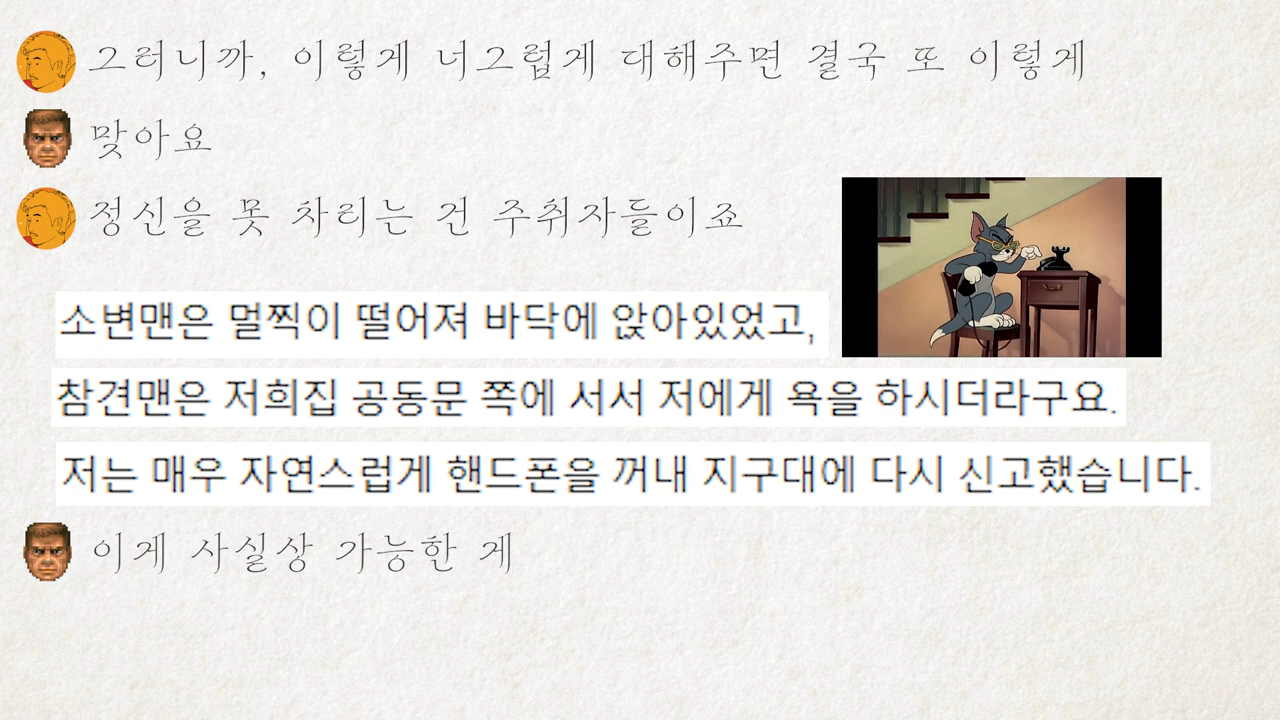 그러니까, 이렇게 너그럽게 대해주면 결국 또 이렇게
맞아요
정신을 못 차리는 건 주취자들이죠
소변맨은 멀찍이 떨어져 바닥에 앉아있었고,
참견맨은 저희집 공동문 쪽에 서서 저에게 욕을 하시더라구요.
저는 매우 자연스럽게 핸드폰을 꺼내 지구대에 다시 신고했습니다.
이게 사실상 가능한 게